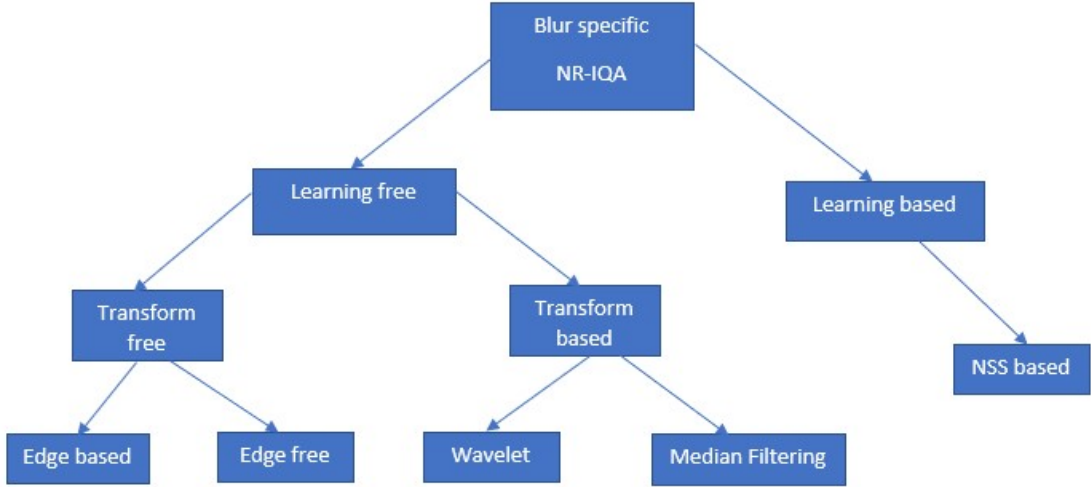 Blur specific
NR-IQA
Learning free
Learning based
Transform
free
Transform
based
NSS based
Edge based
Edge free
Wavelet
Median Filtering